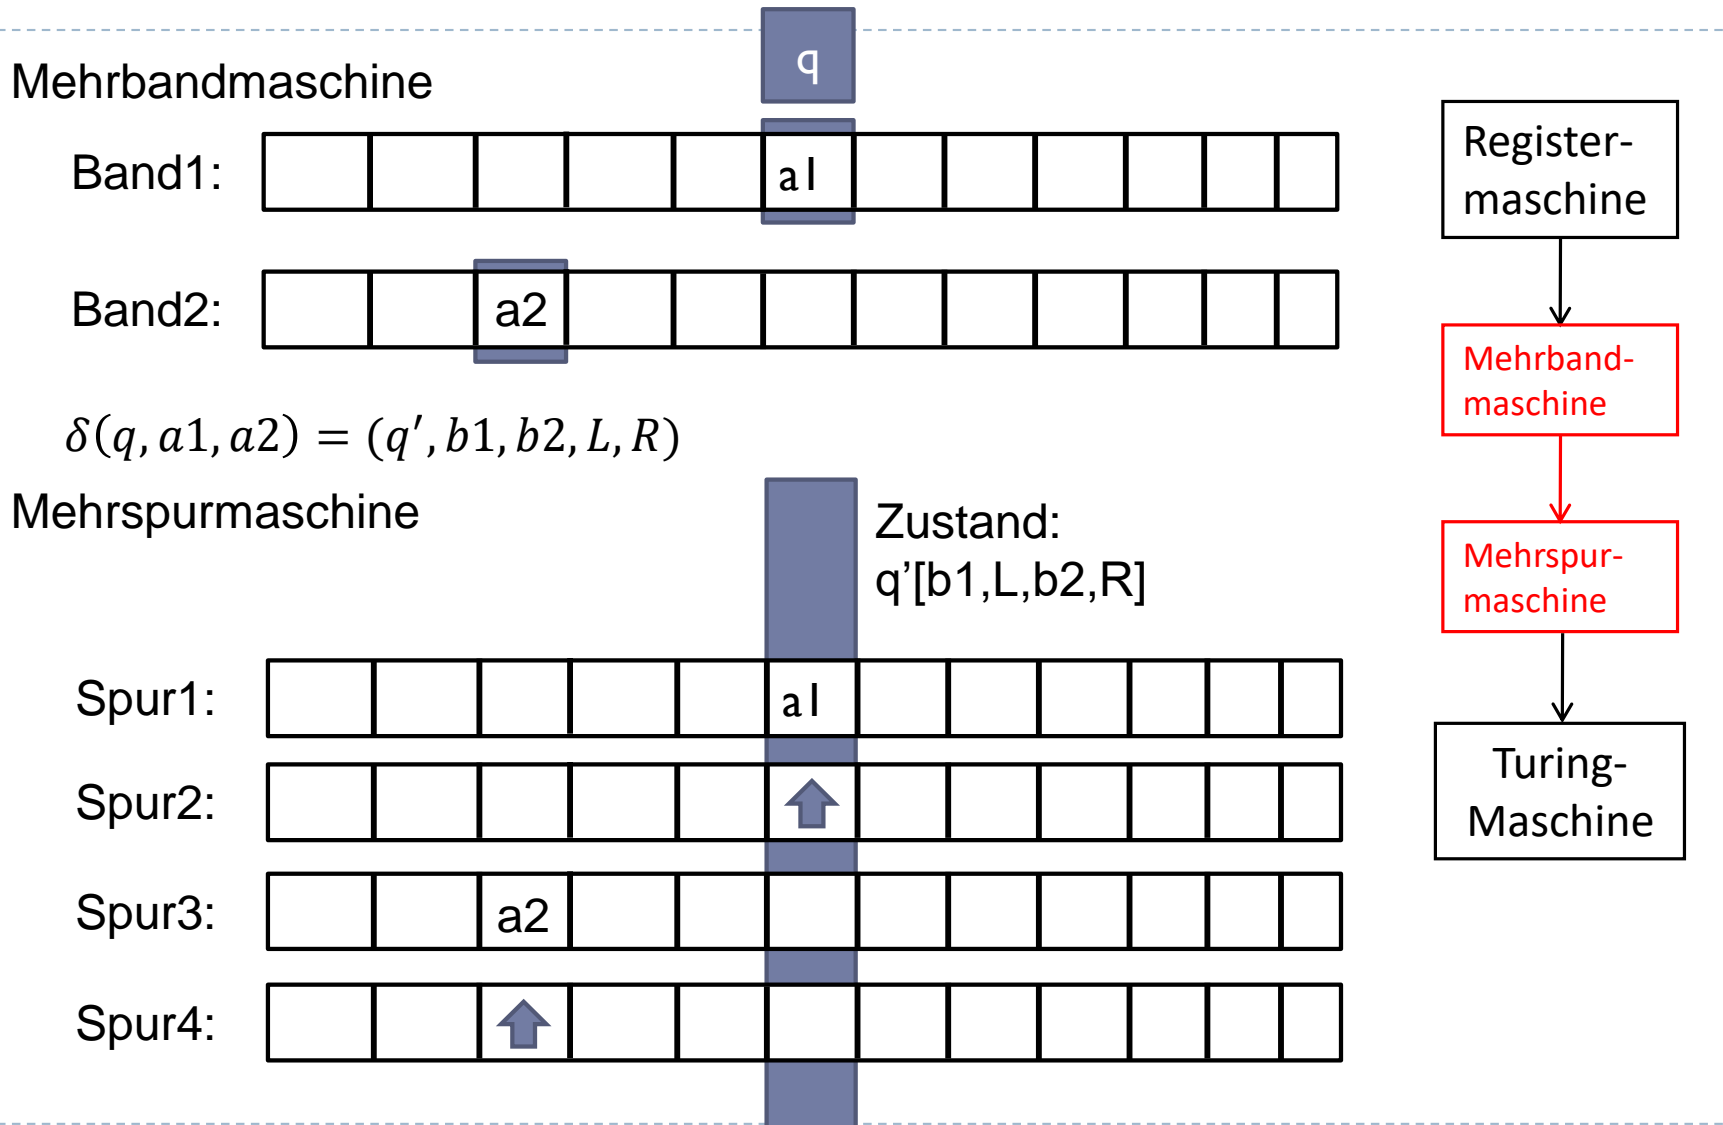 q
Mehrbandmaschine
Band1:
a1
Band2:
a2
δ(q, a1, a2) = (q′, b1, b2, L, R)
Mehrspurmaschine
Zustand:
q’[b1,L,b2,R]
Spur1:
a1
Spur2:
Spur3:
a2
Spur4:
Register-
maschine
Mehrband-
maschine
Mehrspur-
maschine
Turing-
Maschine